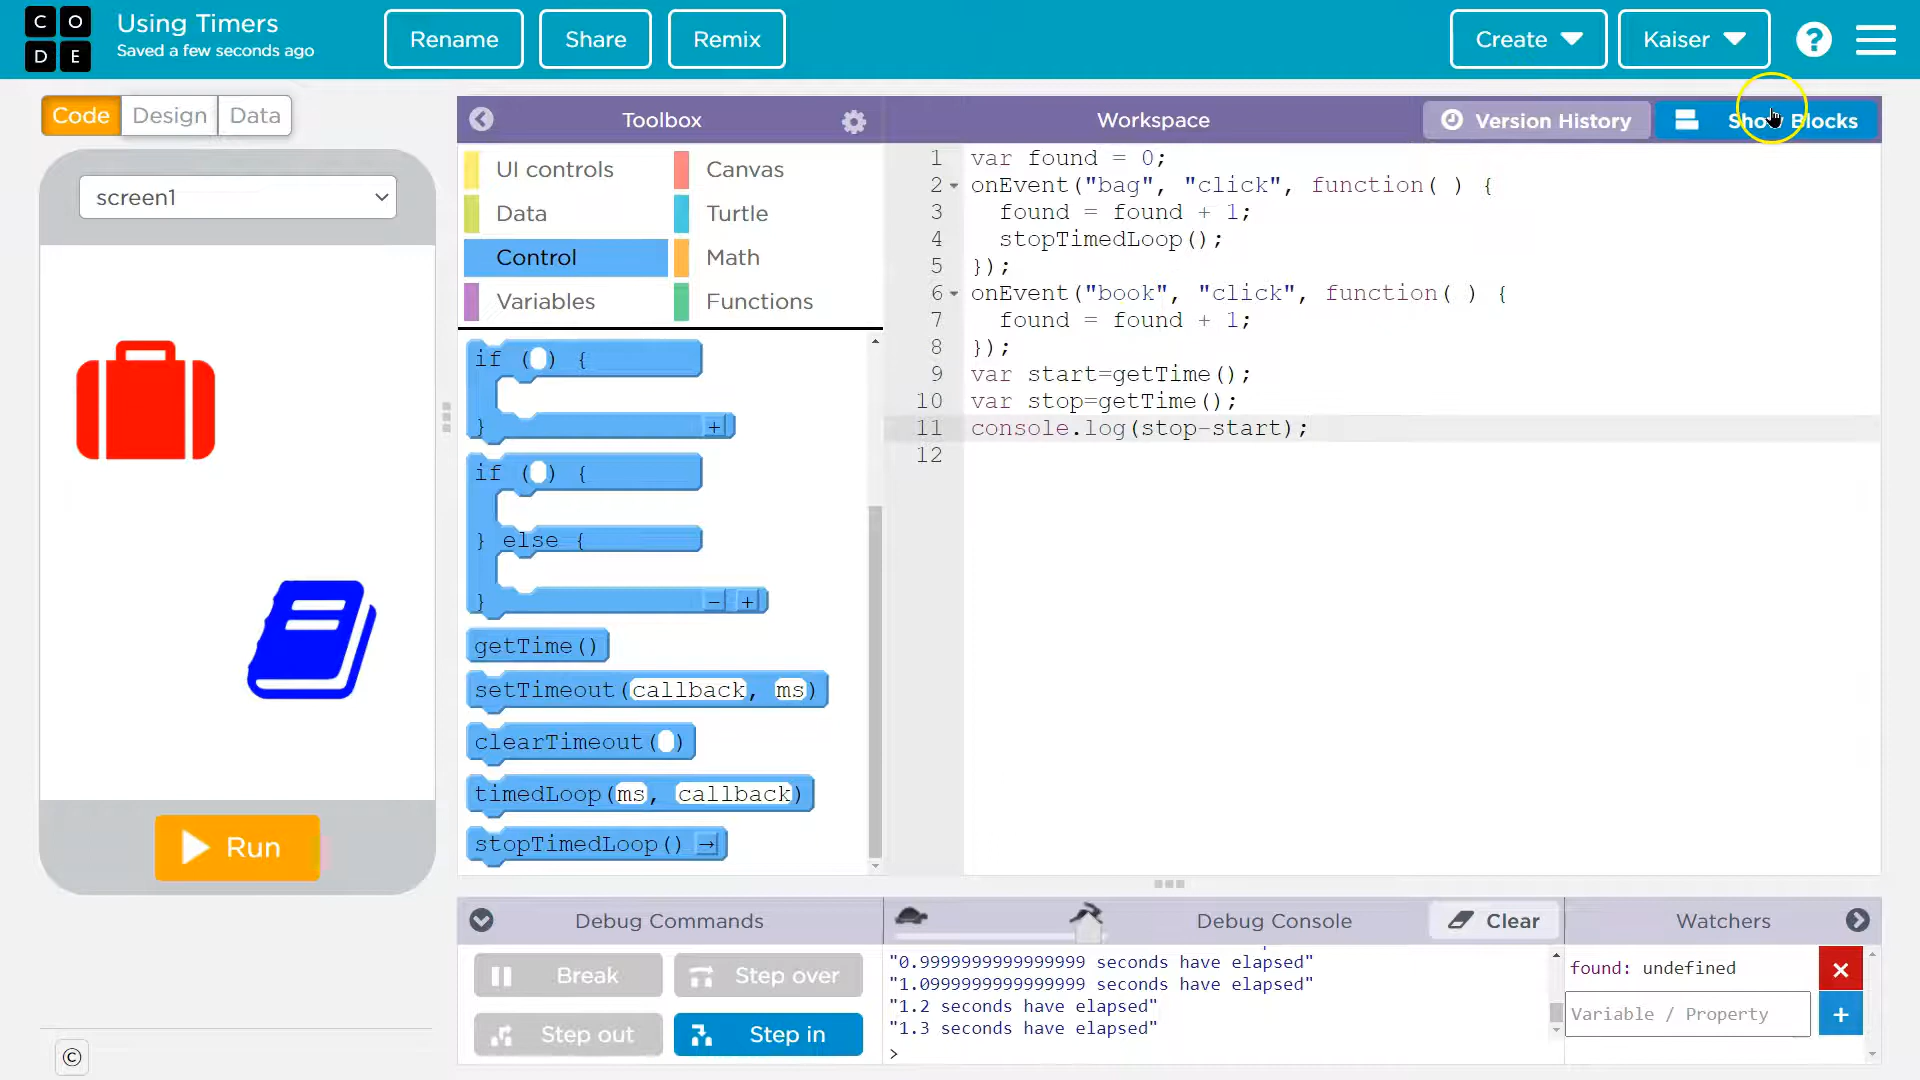 C O
D E
Using Timers
Saved a few seconds ago
Rename
Share
Remix
Create
Kaiser
?
Code
Design
Data
Toolbox
Workspace
Version History
Show Blocks
screen1
UI controls
Canvas
Data
Turtle
Control
Math
Variables
Functions
if ( ) {
}
+
if ( ) {
} else {
}
- +
getTime()
setTimeout(callback, ms)
clearTimeout( )
timedLoop(ms, callback)
stopTimedLoop() →
1 var found = 0;
2 onEvent("bag", "click", function( ) {
3 found = found + 1;
4 stopTimedLoop();
5 });
6 onEvent("book", "click", function( ) {
7 found = found + 1;
8 });
9 var start=getTime();
10 var stop=getTime();
11 console.log(stop-start);
12
Run
Debug Commands
Debug Console
Clear
Watchers
Break
Step over
Step out
Step in
"0.9999999999999999 seconds have elapsed"
"1.0999999999999999 seconds have elapsed"
"1.2 seconds have elapsed"
"1.3 seconds have elapsed"
>
found: undefined
Variable / Property
+
©